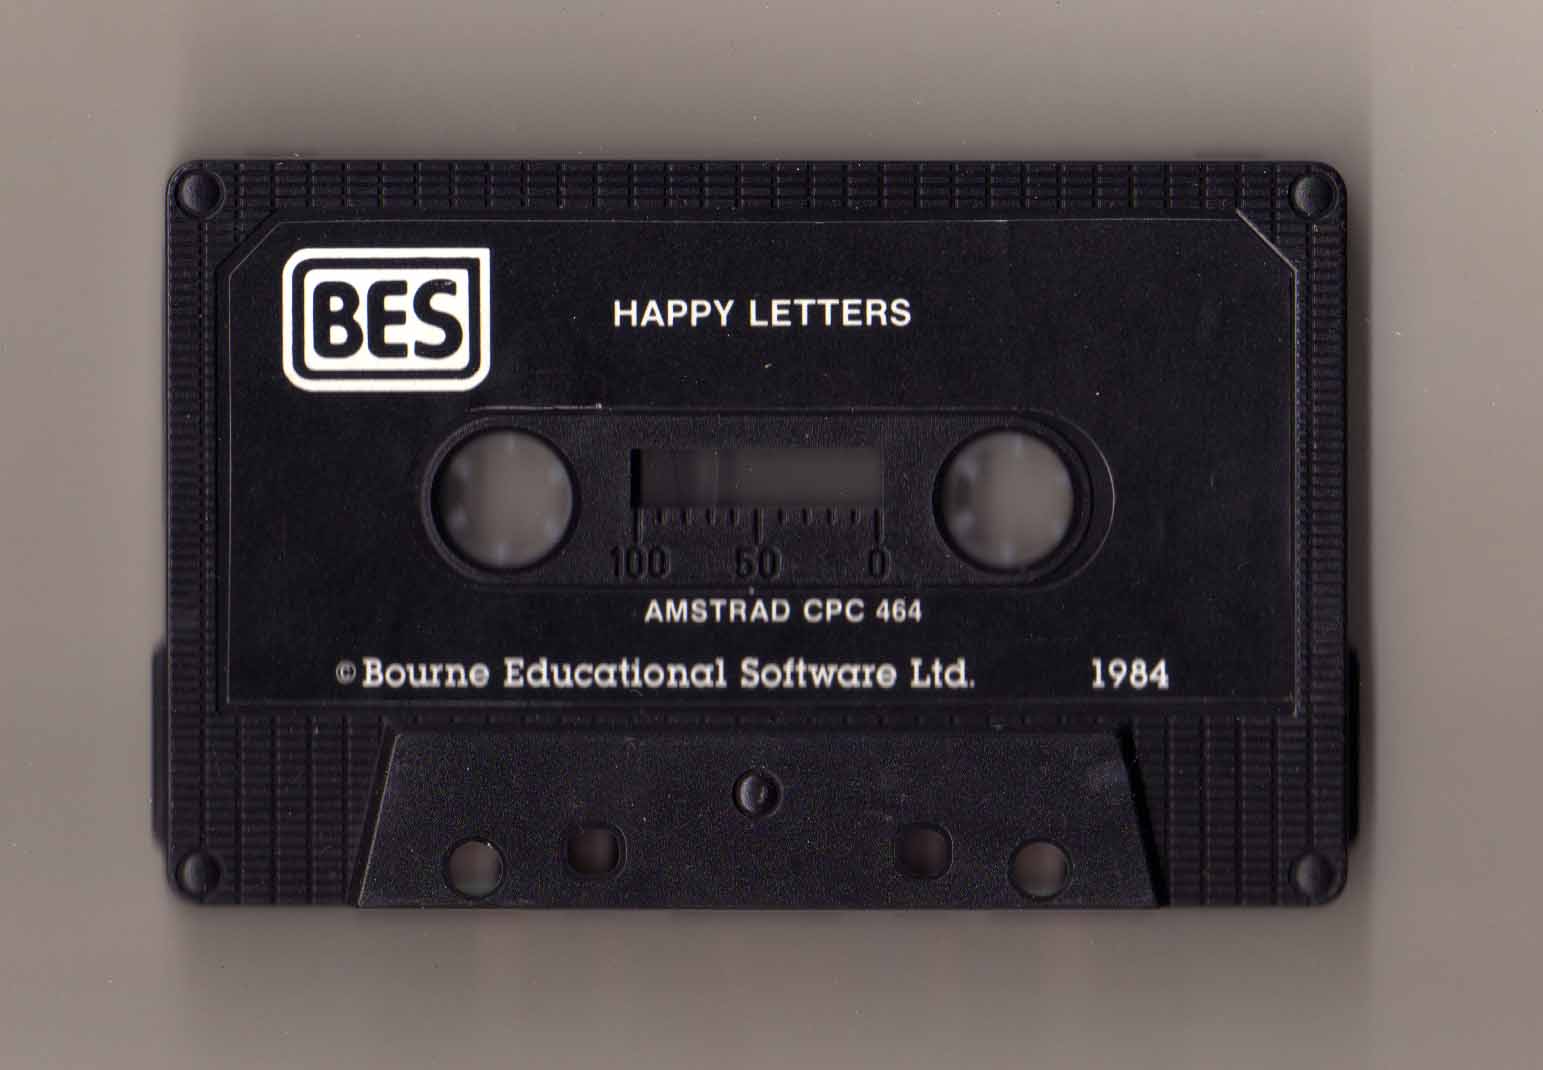 BES
HAPPY LETTERS
100 50 0
AMSTRAD CPC 464
© Bourne Educational Software Ltd. 1984